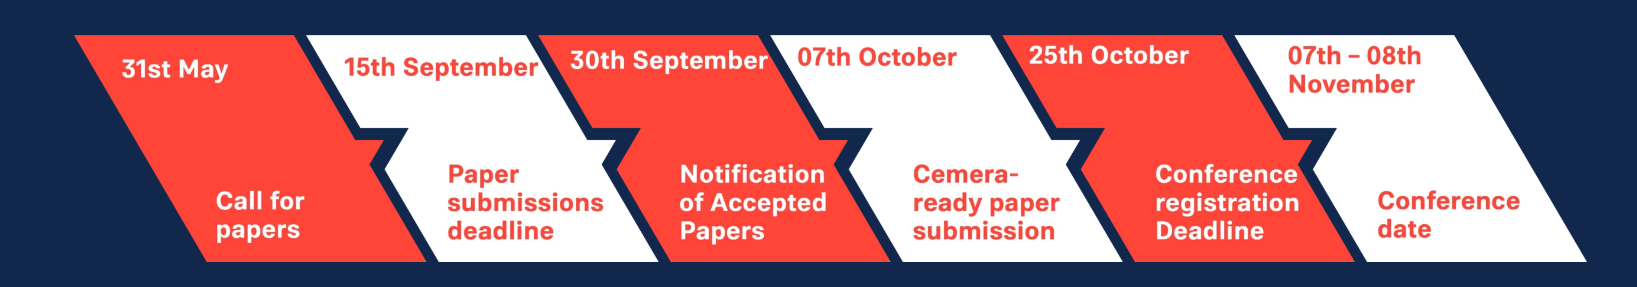 31st May
Call for
papers
15th September
Paper
submissions
deadline
30th September
Notification
of Accepted
Papers
07th October
Cemera-
ready paper
submission
25th October
Conference
registration
Deadline
07th – 08th
November
Conference
date